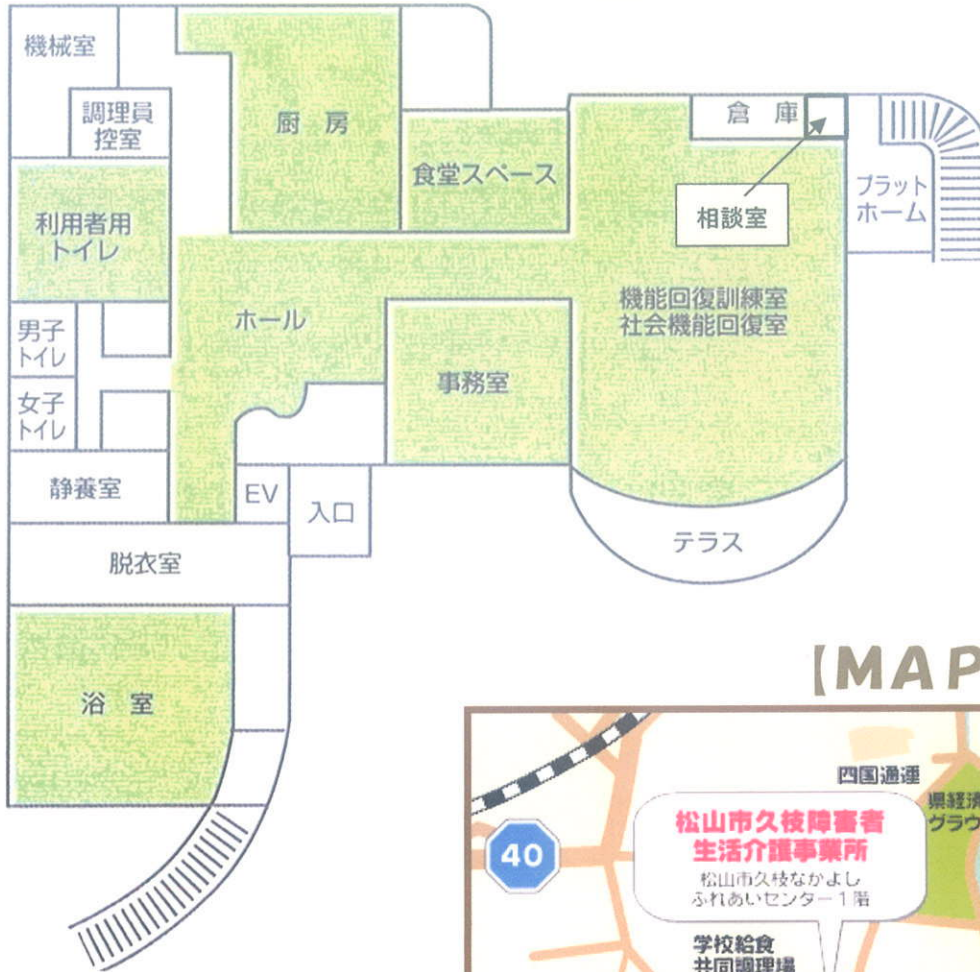 機械室
調理員
控室
厨 房
食堂スペース
倉 庫
相談室
プラット
ホーム
利用者用
トイレ
機能回復訓練室
社会機能回復室
ホール
男子
トイレ
事務室
女子
トイレ
静養室
EV
入口
テラス
脱衣室
浴 室
【MAP
四国通運
県経済
グラウ
松山市久枝障害者
生活介護事業所
松山市久枝なかよし
ふれあいセンター1階
40
学校給食
共同調理場